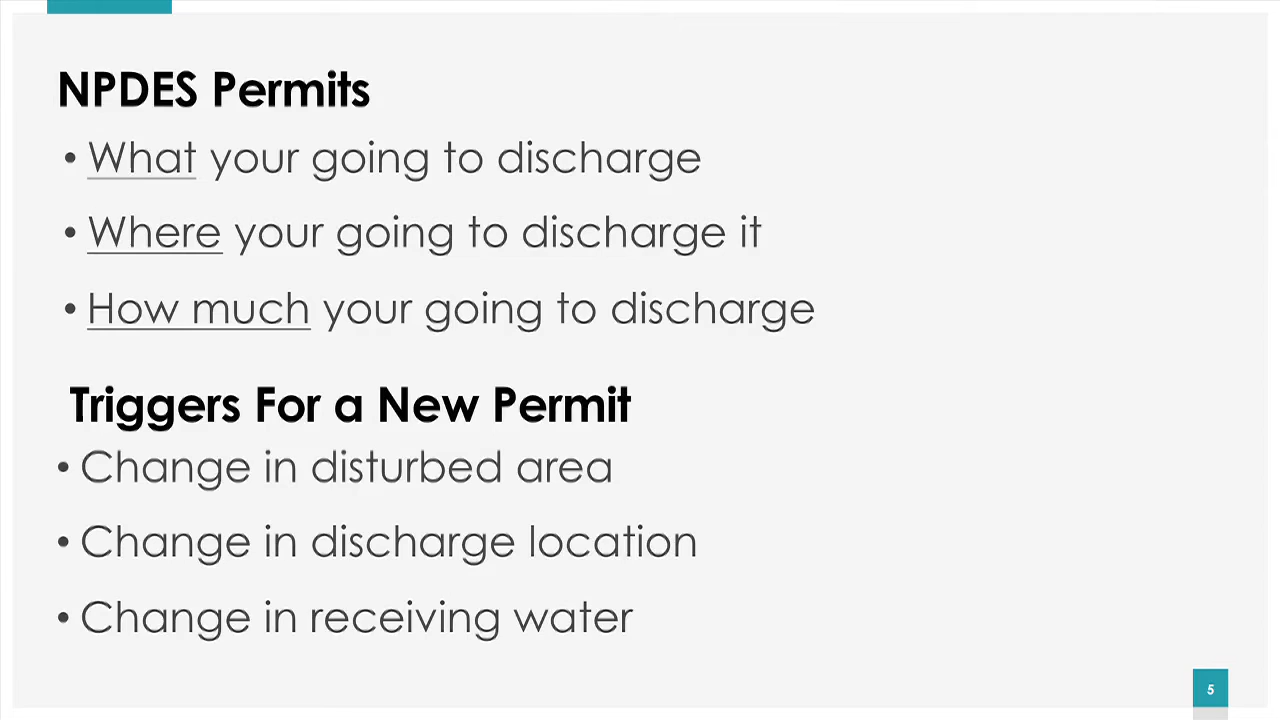 NPDES Permits
• What your going to discharge
• Where your going to discharge it
• How much your going to discharge
Triggers For a New Permit
• Change in disturbed area
• Change in discharge location
• Change in receiving water
5